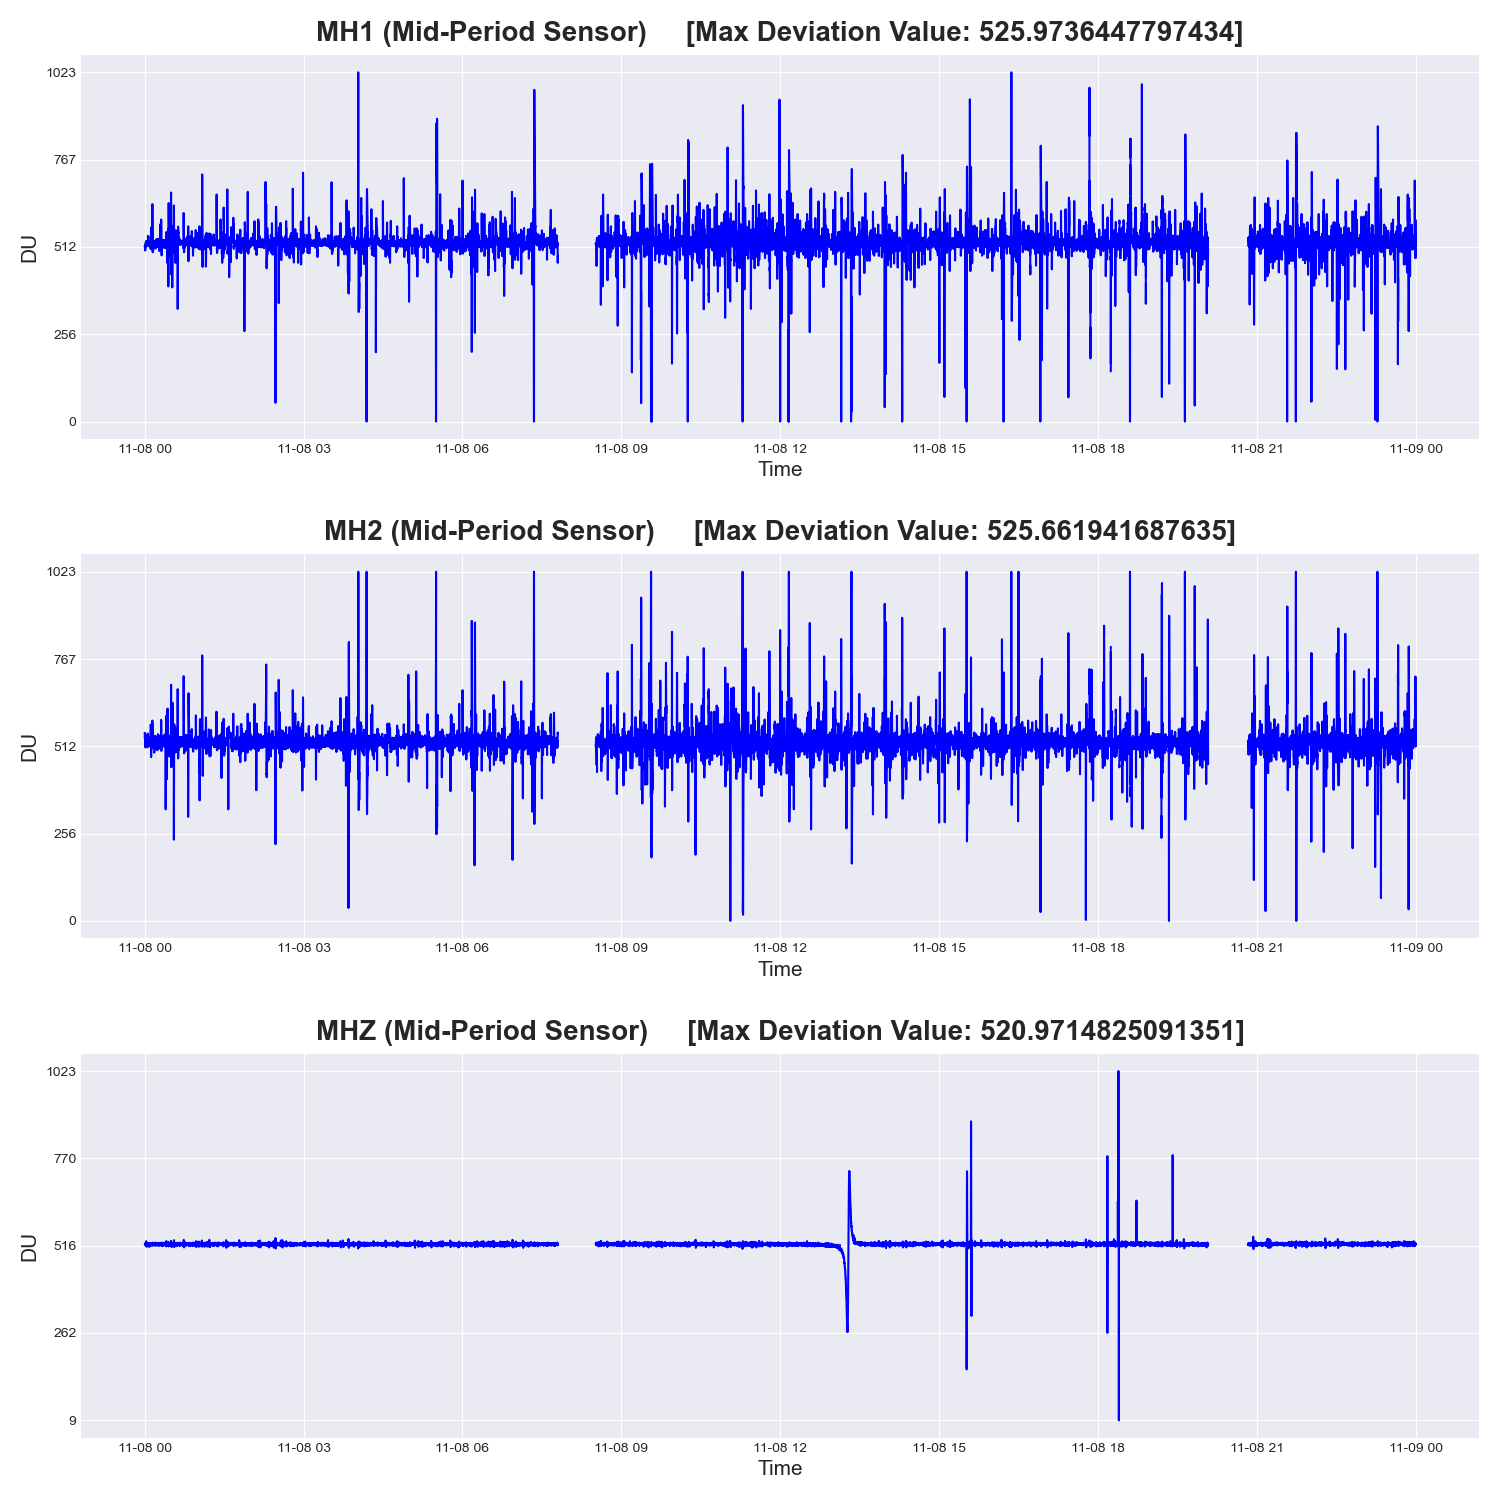 MH1 (Mid-Period Sensor) [Max Deviation Value: 525.9736447797434]
1023
767
512
256
0
DU
11-08 00 11-08 03 11-08 06 11-08 09 11-08 12 11-08 15 11-08 18 11-08 21 11-09 00
Time
MH2 (Mid-Period Sensor) [Max Deviation Value: 525.661941687635]
1023
767
512
256
0
DU
11-08 00 11-08 03 11-08 06 11-08 09 11-08 12 11-08 15 11-08 18 11-08 21 11-09 00
Time
MHZ (Mid-Period Sensor) [Max Deviation Value: 520.9714825091351]
1023
770
516
262
9
DU
11-08 00 11-08 03 11-08 06 11-08 09 11-08 12 11-08 15 11-08 18 11-08 21 11-09 00
Time